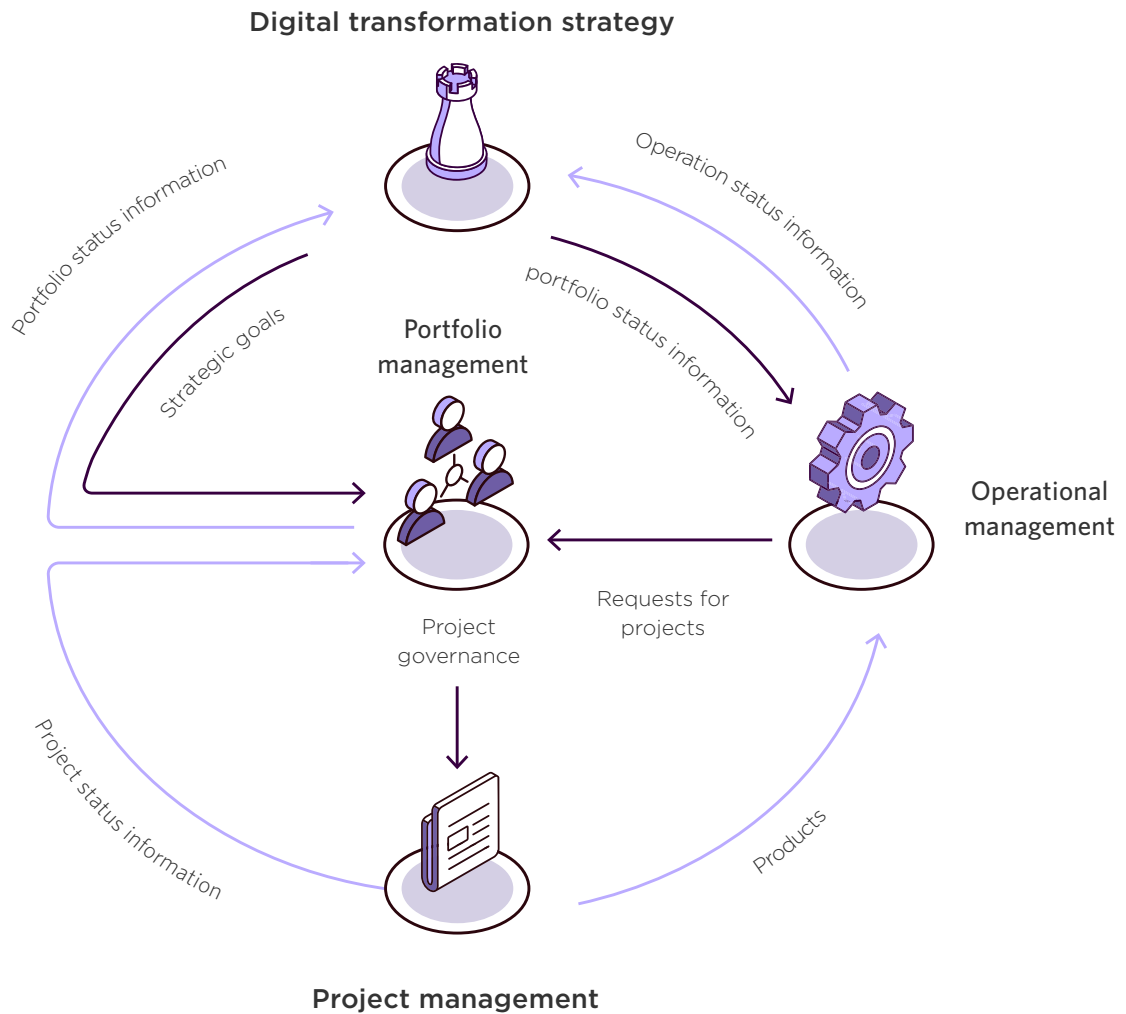 Digital transformation strategy
Portfolio status information
Operation status information
Strategic goals
portfolio status information
Portfolio
management
Operational
management
Requests for
projects
Project
governance
Project status information
Products
Project management